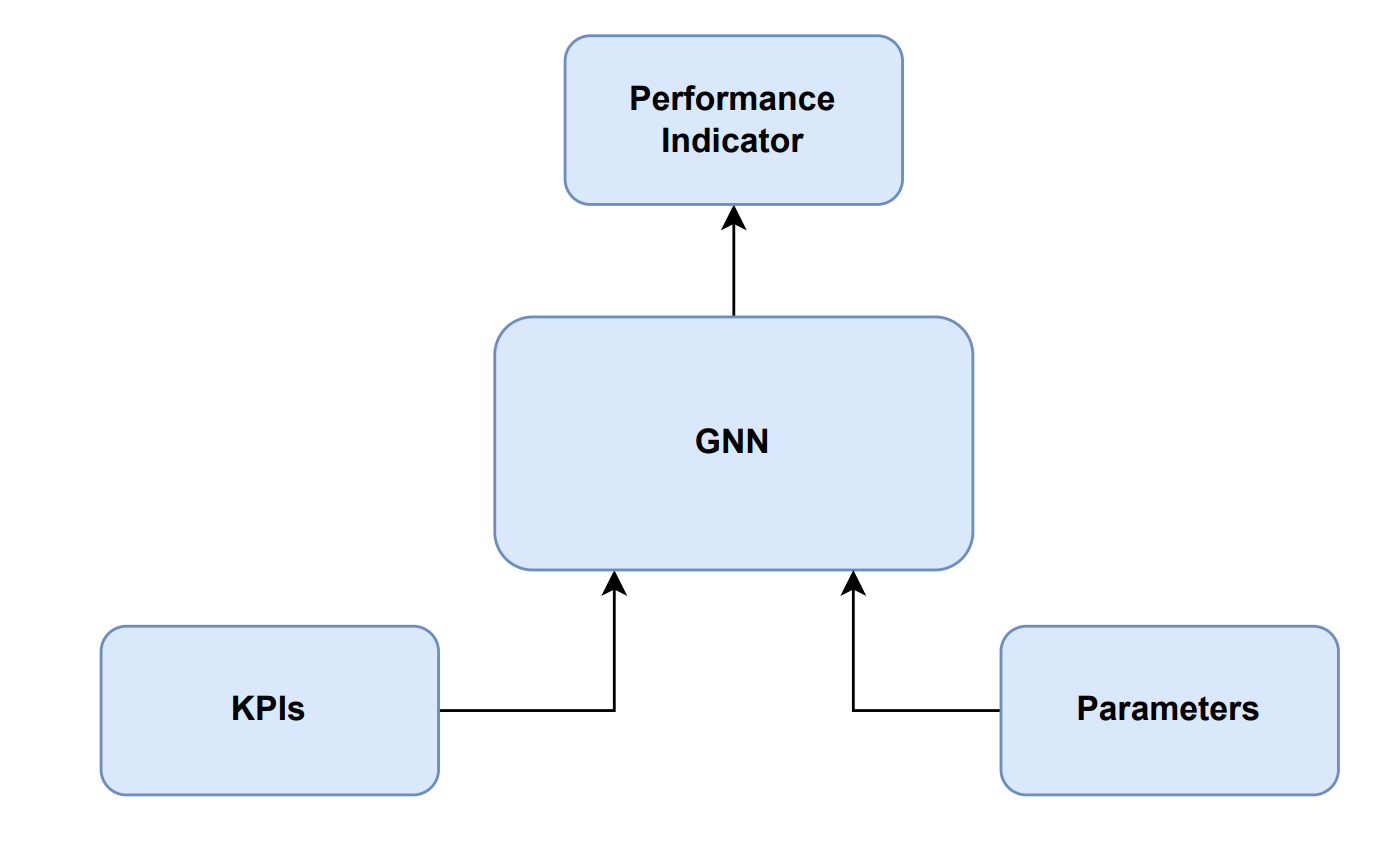 Performance
Indicator
GNN
KPIs
Parameters